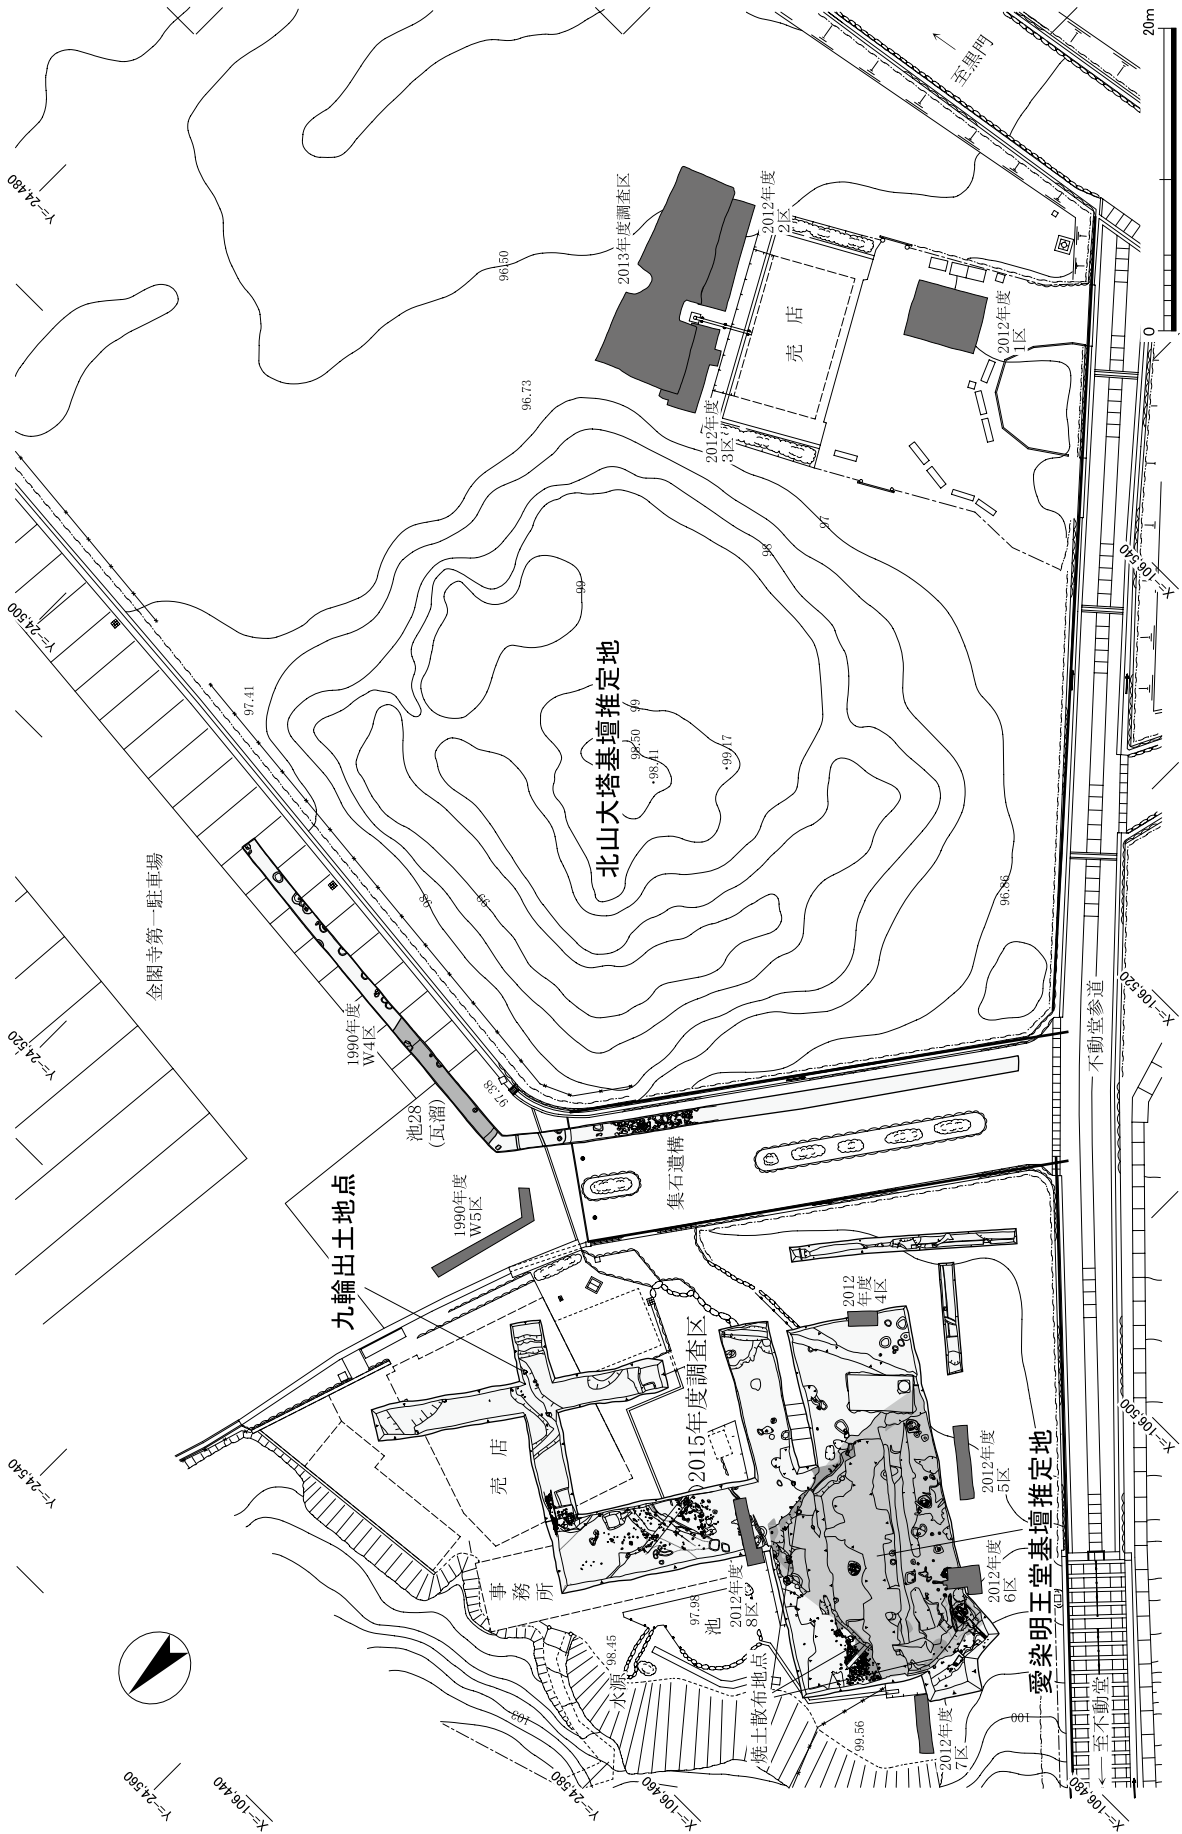 Y=-24,480
Y=-24,500
Y=-24,520
Y=-24,540
Y=-24,560
Y=-24,580
X=-106,440
X=-106,460
X=-106,480
X=-106,500
X=-106,520
X=-106,540
20m
0
至黒門
2013年度調査区
2012年度
2区
96.50
売　店
2012年度
1区
96.73
2012年度
3区
97
98
99
北山大塔基壇推定地
99
98.50
98.41
99.17
97.41
98
99
96.86
金閣寺第一駐車場
1990年度
W4区
97.38
池28
(瓦溜)
不動堂参道
集石遺構
九輪出土地点
1990年度
W5区
2012
年度
4区
2015年度調査区
売　店
2012年度
5区
愛染明王堂基壇推定地
事
務
所
97.98
池
2012年度
8区
2012年度
6区
水源
98.45
焼土散布地点
103
99.56
2012年度
7区
100
至不動堂